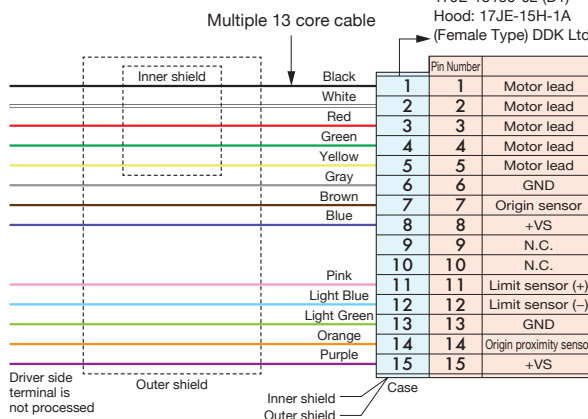 Hood: 17JE-15H-1A
(Female Type) DDK Ltd
Multiple 13 core cable
Pin Number
Inner shield
Black 1 1 Motor lead
White 2 2 Motor lead
Red 3 3 Motor lead
Green 4 4 Motor lead
Yellow 5 5 Motor lead
Gray 6 6 GND
Brown 7 7 Origin sensor
Blue 8 8 +VS
9 9 N.C.
10 10 N.C.
Pink 11 11 Limit sensor (+)
Light Blue 12 12 Limit sensor (−)
Light Green 13 13 GND
Orange 14 14 Origin proximity senso
Purple 15 15 +VS
Driver side
terminal is
not processed
Outer shield
Case
Inner shield
Outer shield